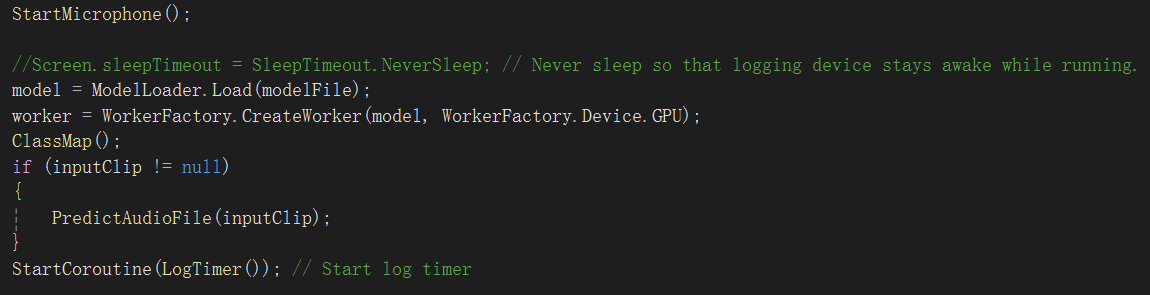 StartMicrophone();
//Screen.sleepTimeout = SleepTimeout.NeverSleep; // Never sleep so that logging device stays awake while running.
model = ModelLoader.Load(modelFile);
worker = WorkerFactory.CreateWorker(model, WorkerFactory.Device.GPU);
ClassMap();
if (inputClip != null)
{
PredictAudioFile(inputClip);
}
StartCoroutine(LogTimer()); // Start log timer